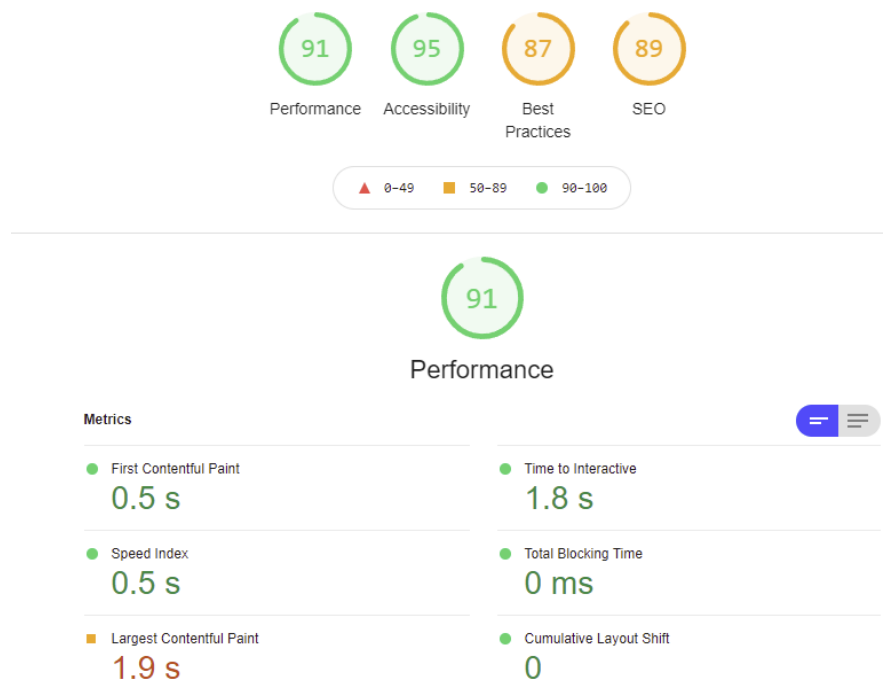 91 95 87 89
Performance Accessibility Best Practices SEO
0–49 50–89 90–100
91
Performance
Metrics
First Contentful Paint
0.5 s
Time to Interactive
1.8 s
Speed Index
0.5 s
Total Blocking Time
0 ms
Largest Contentful Paint
1.9 s
Cumulative Layout Shift
0